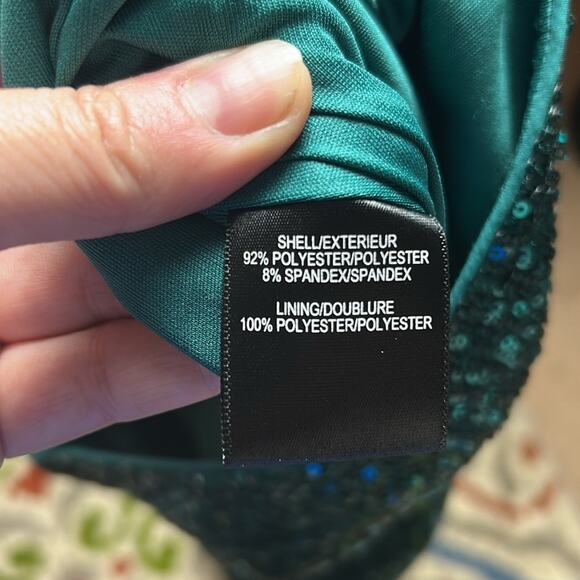 SHELL/EXTERIEUR
92% POLYESTER/POLYESTER
8% SPANDEX/SPANDEX
LINING/DOUBLURE
100% POLYESTER/POLYESTER